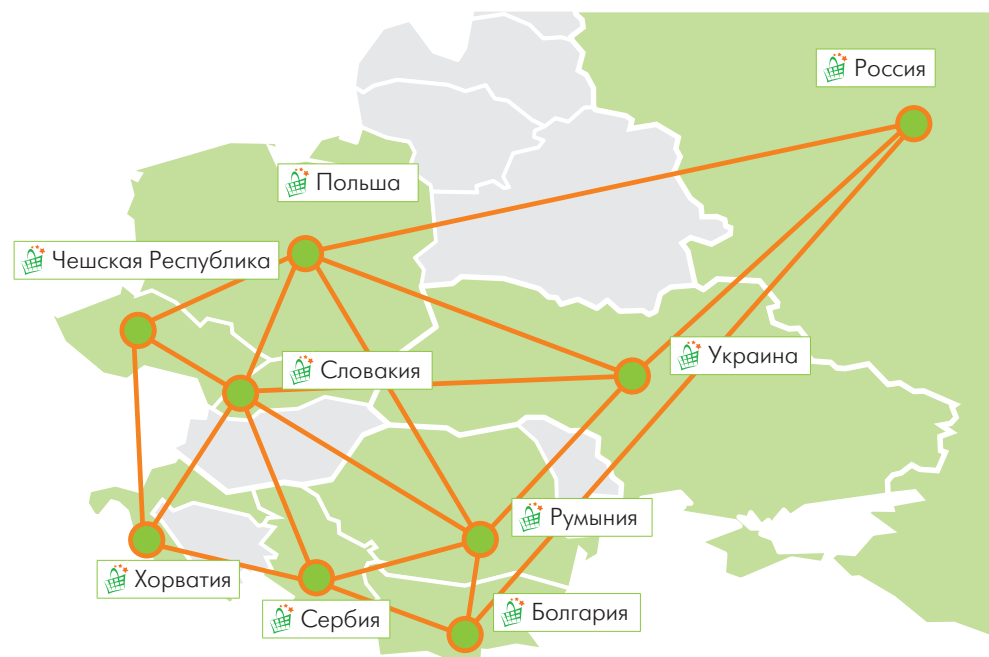 Россия
Польша
Чешская Республика
Украина
Словакия
Румыния
Хорватия
Сербия
Болгария